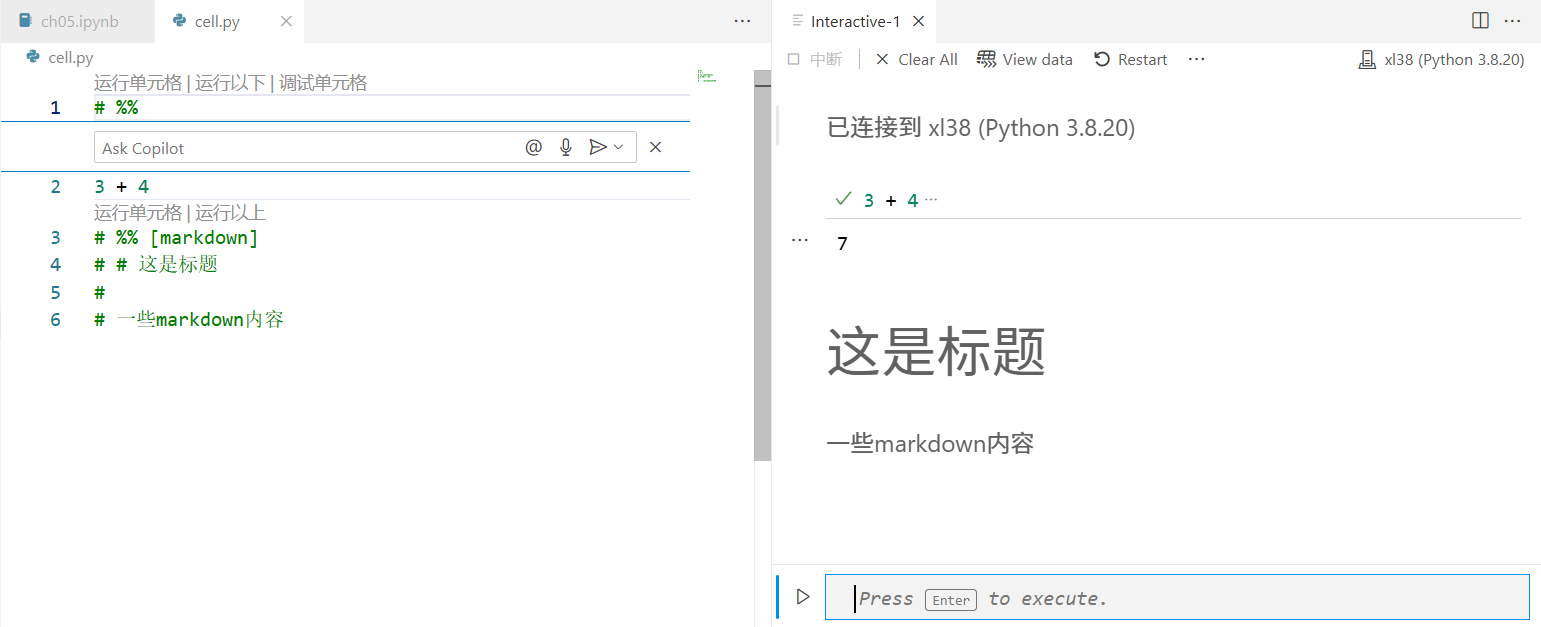 ch05.ipynb
cell.py
cell.py
运行单元格 | 运行以下 | 调试单元格
1 # %%
Ask Copilot
2 3 + 4
运行单元格 | 运行以上
3 # %% [markdown]
4 # # 这是标题
5 #
6 # 一些markdown内容
Interactive-1
中断 Clear All View data Restart ··· xl38 (Python 3.8.20)
已连接到 xl38 (Python 3.8.20)
3 + 4 ···
7
这是标题
一些markdown内容
Press Enter to execute.